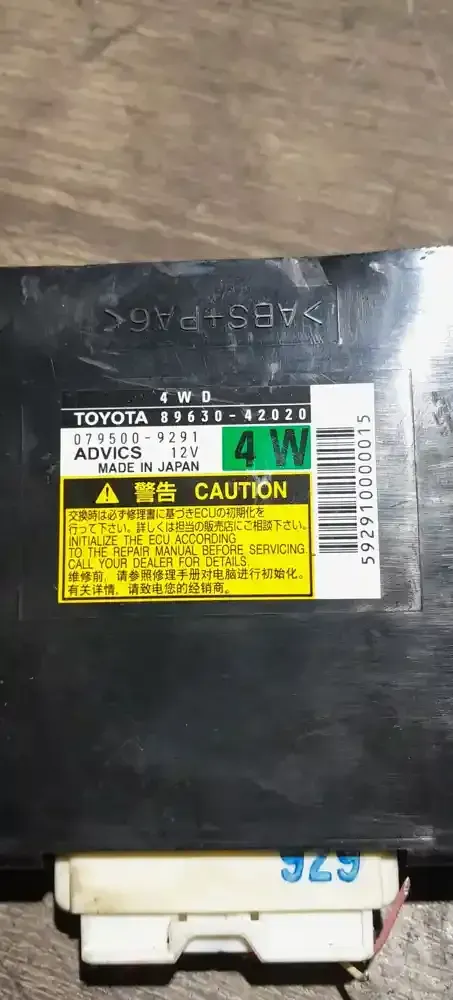 >ABS+PA6<
4WD
TOYOTA 89630-42020
079500-9291
ADVICS 12V
MADE IN JAPAN
4W
警告 CAUTION
交換時は必ず修理書に基づきECUの初期化を
行って下さい。詳しくは担当の販売店にご相談下さい。
INITIALIZE THE ECU ACCORDING
TO THE REPAIR MANUAL BEFORE SERVICING.
CALL YOUR DEALER FOR DETAILS.
维修前，请参照修理手册对电脑进行初始化。
有关详情，请致电您的经销商。
592910000015
929